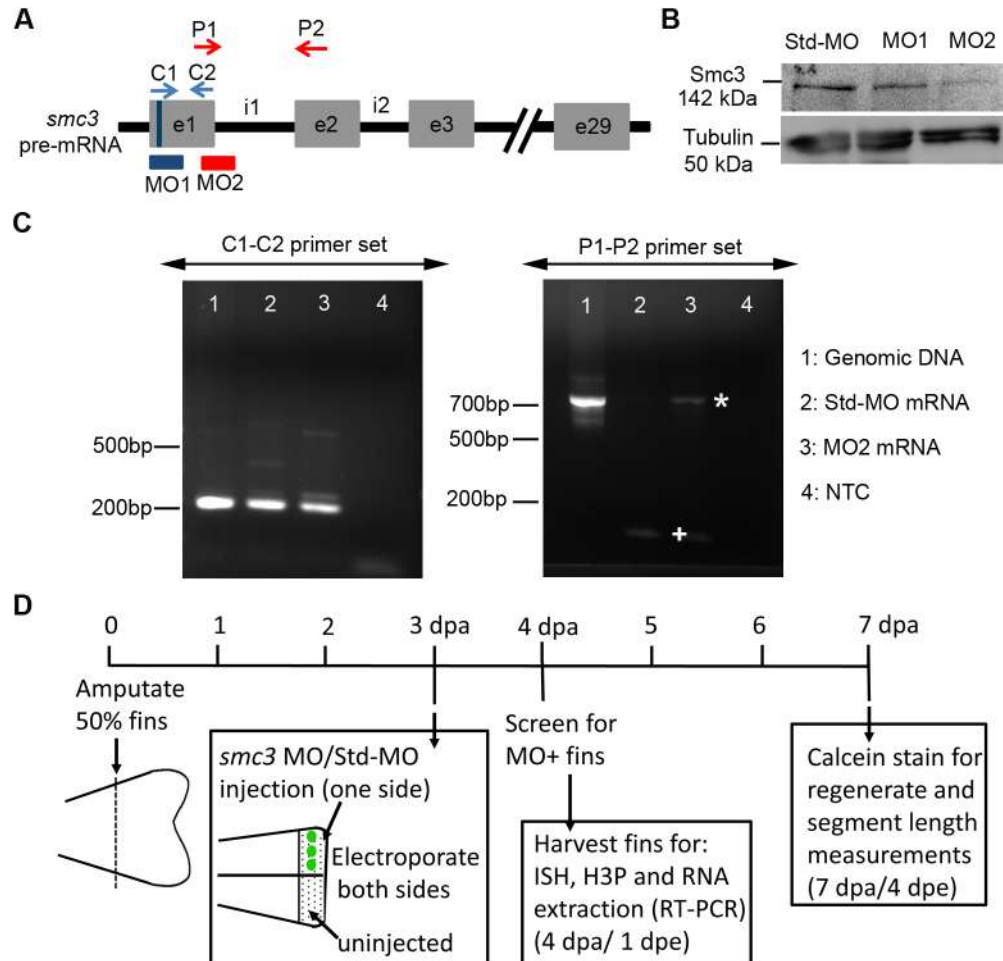 A
P1 P2
C1 C2
i1 i2
smc3
pre-mRNA
e1 e2 e3 e29
MO1
MO2
B
Std-MO MO1 MO2
Smc3
142 kDa
Tubulin
50 kDa
C
C1-C2 primer set
1 2 3 4
500bp
200bp
P1-P2 primer set
1 2 3 4
700bp
*
500bp
200bp
+
1: Genomic DNA
2: Std-MO mRNA
3: MO2 mRNA
4: NTC
D
0 1 2 3 dpa 4 dpa 5 6 7 dpa
Amputate
50% fins
smc3 MO/Std-MO
injection (one side)
Electroporate
both sides
uninjected
Screen for
MO+ fins
Harvest fins for:
ISH, H3P and RNA
extraction (RT-PCR)
(4 dpa/ 1 dpe)
Calcein stain for
regenerate and
segment length
measurements
(7 dpa/4 dpe)